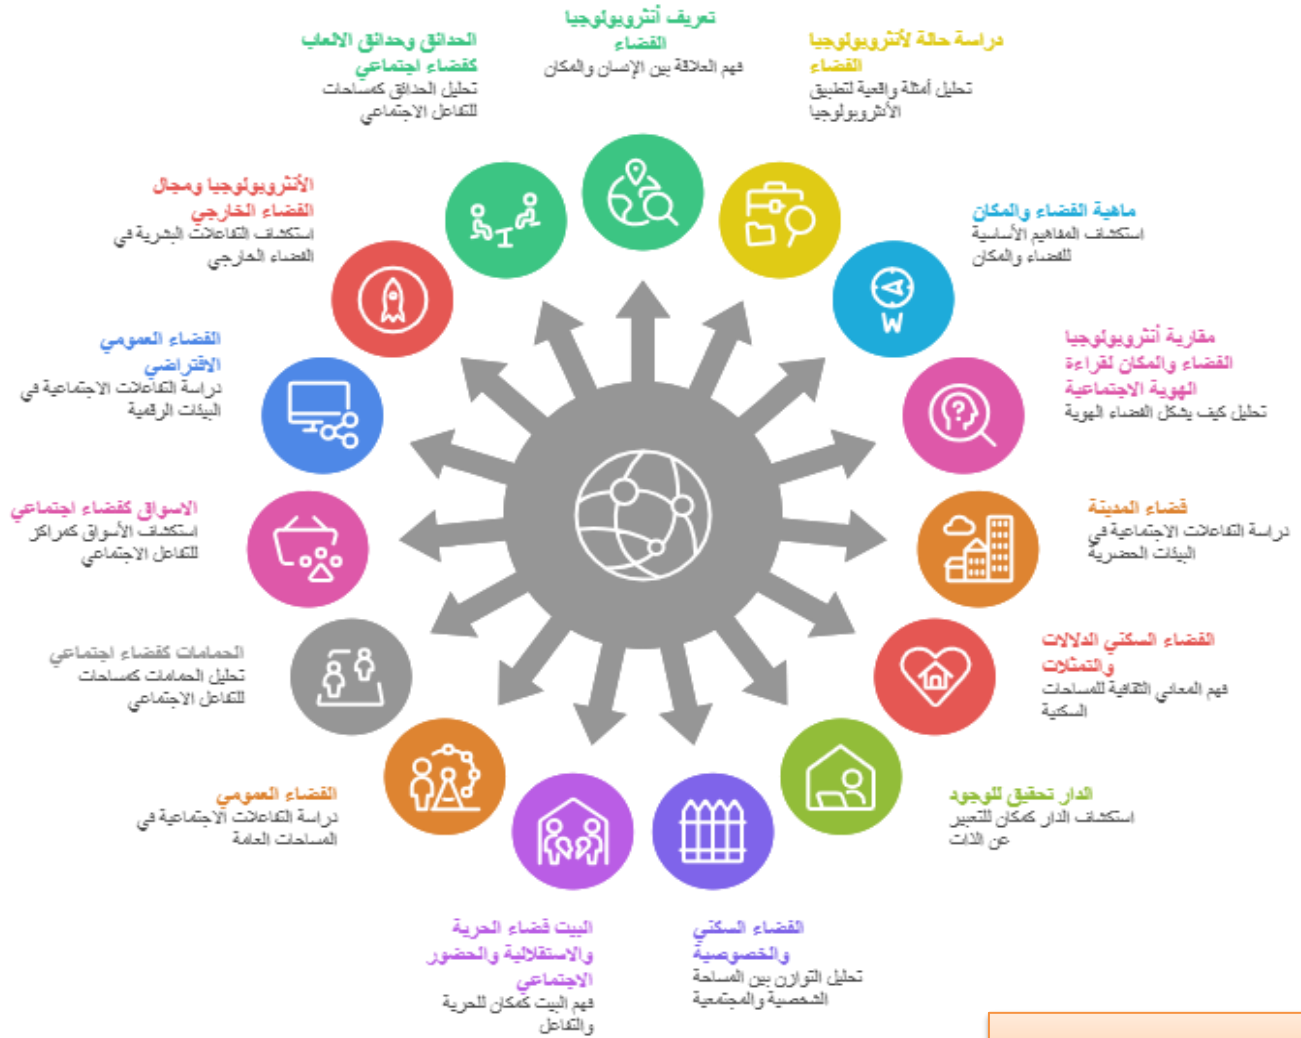 تعريف أنثروبولوجيا
الفضاء
فهم العلاقة بين الإنسان والمكان
دراسة حالة لأنثروبولوجيا
الفضاء
تحليل أمثلة واقعية لتطبيق
الأنثروبولوجيا
ماهية الفضاء والمكان
استكشاف المفاهيم الأساسية
للفضاء والمكان
W
مقاربة أنثروبولوجيا
الفضاء والمكان لقراءة
الهوية الاجتماعية
تحليل كيف يشكل الفضاء الهوية
فضاء المدينة
دراسة التفاعلات الاجتماعية في
البيئات الحضرية
الفضاء السكني الدلالات
والتمثلات
فهم المعاني الثقافية للمساحات
السكنية
الدار تحقيق للوجود
استكشاف الدار كمكان للتعبير
عن الذات
الفضاء السكني
والخصوصية
تحليل التوازن بين المساحة
الشخصية والمجتمعية
البيت فضاء الحرية
والاستقلالية والحضور
الاجتماعي
فهم البيت كمكان للحرية
والتفاعل
الفضاء العمومي
دراسة التفاعلات الاجتماعية في
المساحات العامة
الحمامات كفضاء اجتماعي
تحليل الحمامات كمساحات
للتفاعل الاجتماعي
الاسواق كفضاء اجتماعي
استكشاف الأسواق كمراكز
للتفاعل الاجتماعي
الفضاء العمومي
الافتراضي
دراسة التفاعلات الاجتماعية في
البيئات الرقمية
الأنثروبولوجيا ومجال
الفضاء الخارجي
استكشاف التفاعلات البشرية في
الفضاء الخارجي
الحدائق وحدائق الالعاب
كفضاء اجتماعي
تحليل الحدائق كمساحات
للتفاعل الاجتماعي